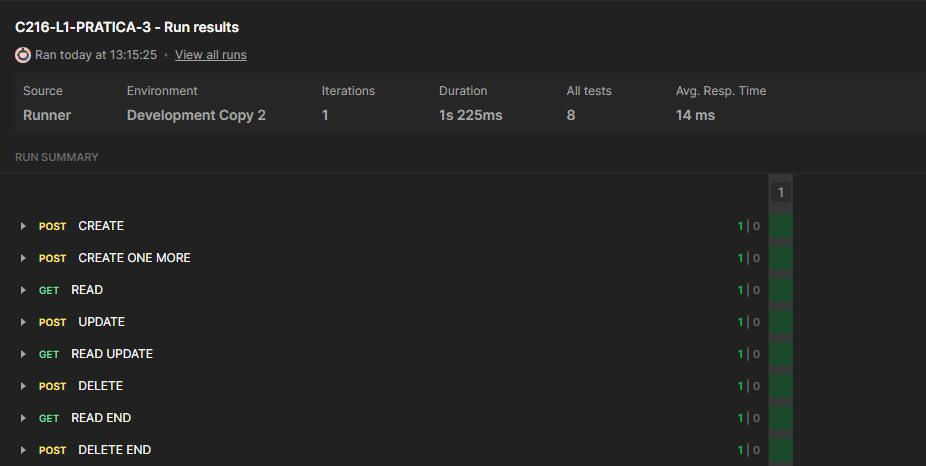 C216-L1-PRATICA-3 - Run results
Ran today at 13:15:25 · View all runs
Source Environment Iterations Duration All tests Avg. Resp. Time
Runner Development Copy 2 1 1s 225ms 8 14 ms
RUN SUMMARY
1
POST CREATE 1 | 0
POST CREATE ONE MORE 1 | 0
GET READ 1 | 0
POST UPDATE 1 | 0
GET READ UPDATE 1 | 0
POST DELETE 1 | 0
GET READ END 1 | 0
POST DELETE END 1 | 0